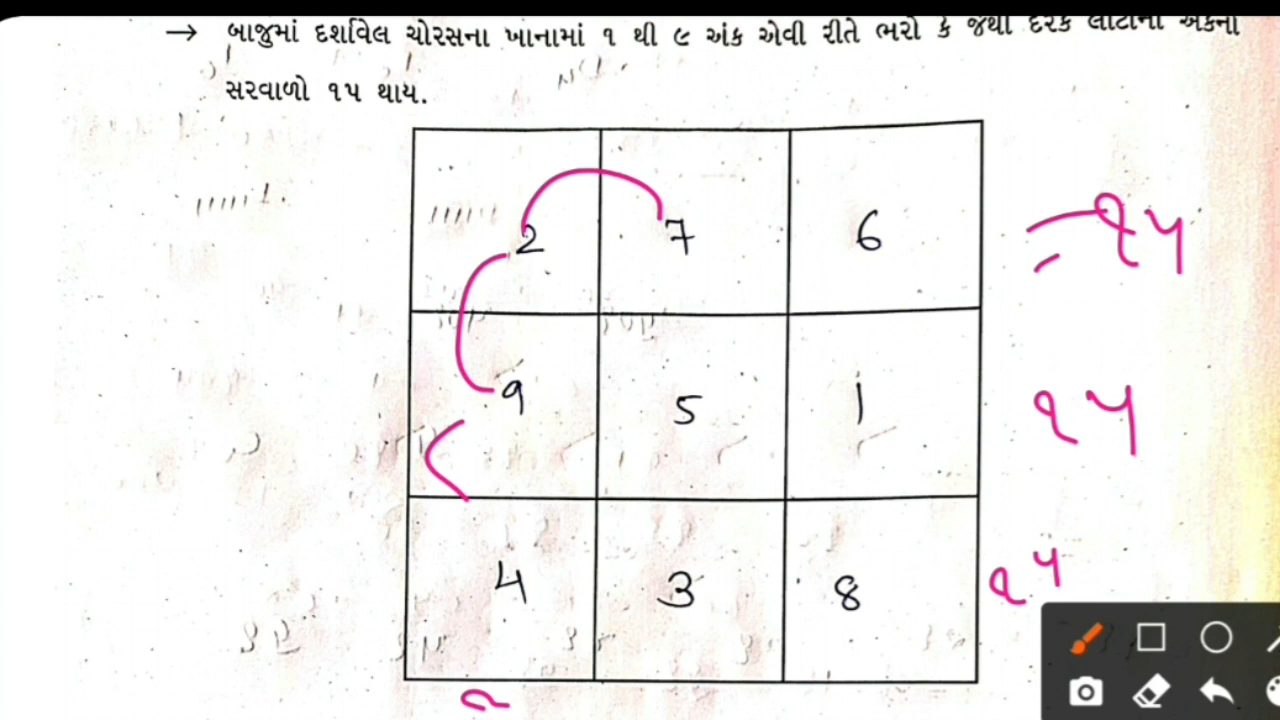 → બાજુમાં દર્શાવેલ ચોરસના ખાનામાં ૧ થી ૯ અંક એવી રીતે ભરો કે જેથી દરેક લીટીના અંકનો
સરવાળો ૧૫ થાય.
2 7 6 = ૧૫
9 5 1 ૧૫
4 3 8 ૧૫